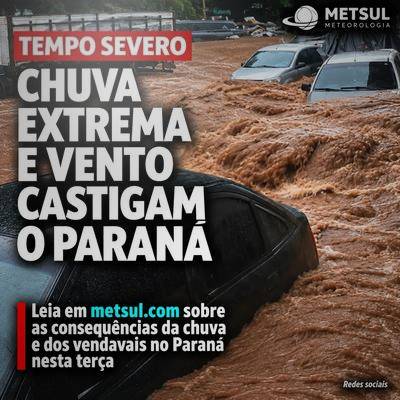 METSUL
METEOROLOGIA
TEMPO SEVERO
CHUVA
EXTREMA
E VENTO
CASTIGAM
O PARANÁ
Leia em metsul.com sobre
as consequências da chuva
e dos vendavais no Paraná
nesta terça
Redes sociais